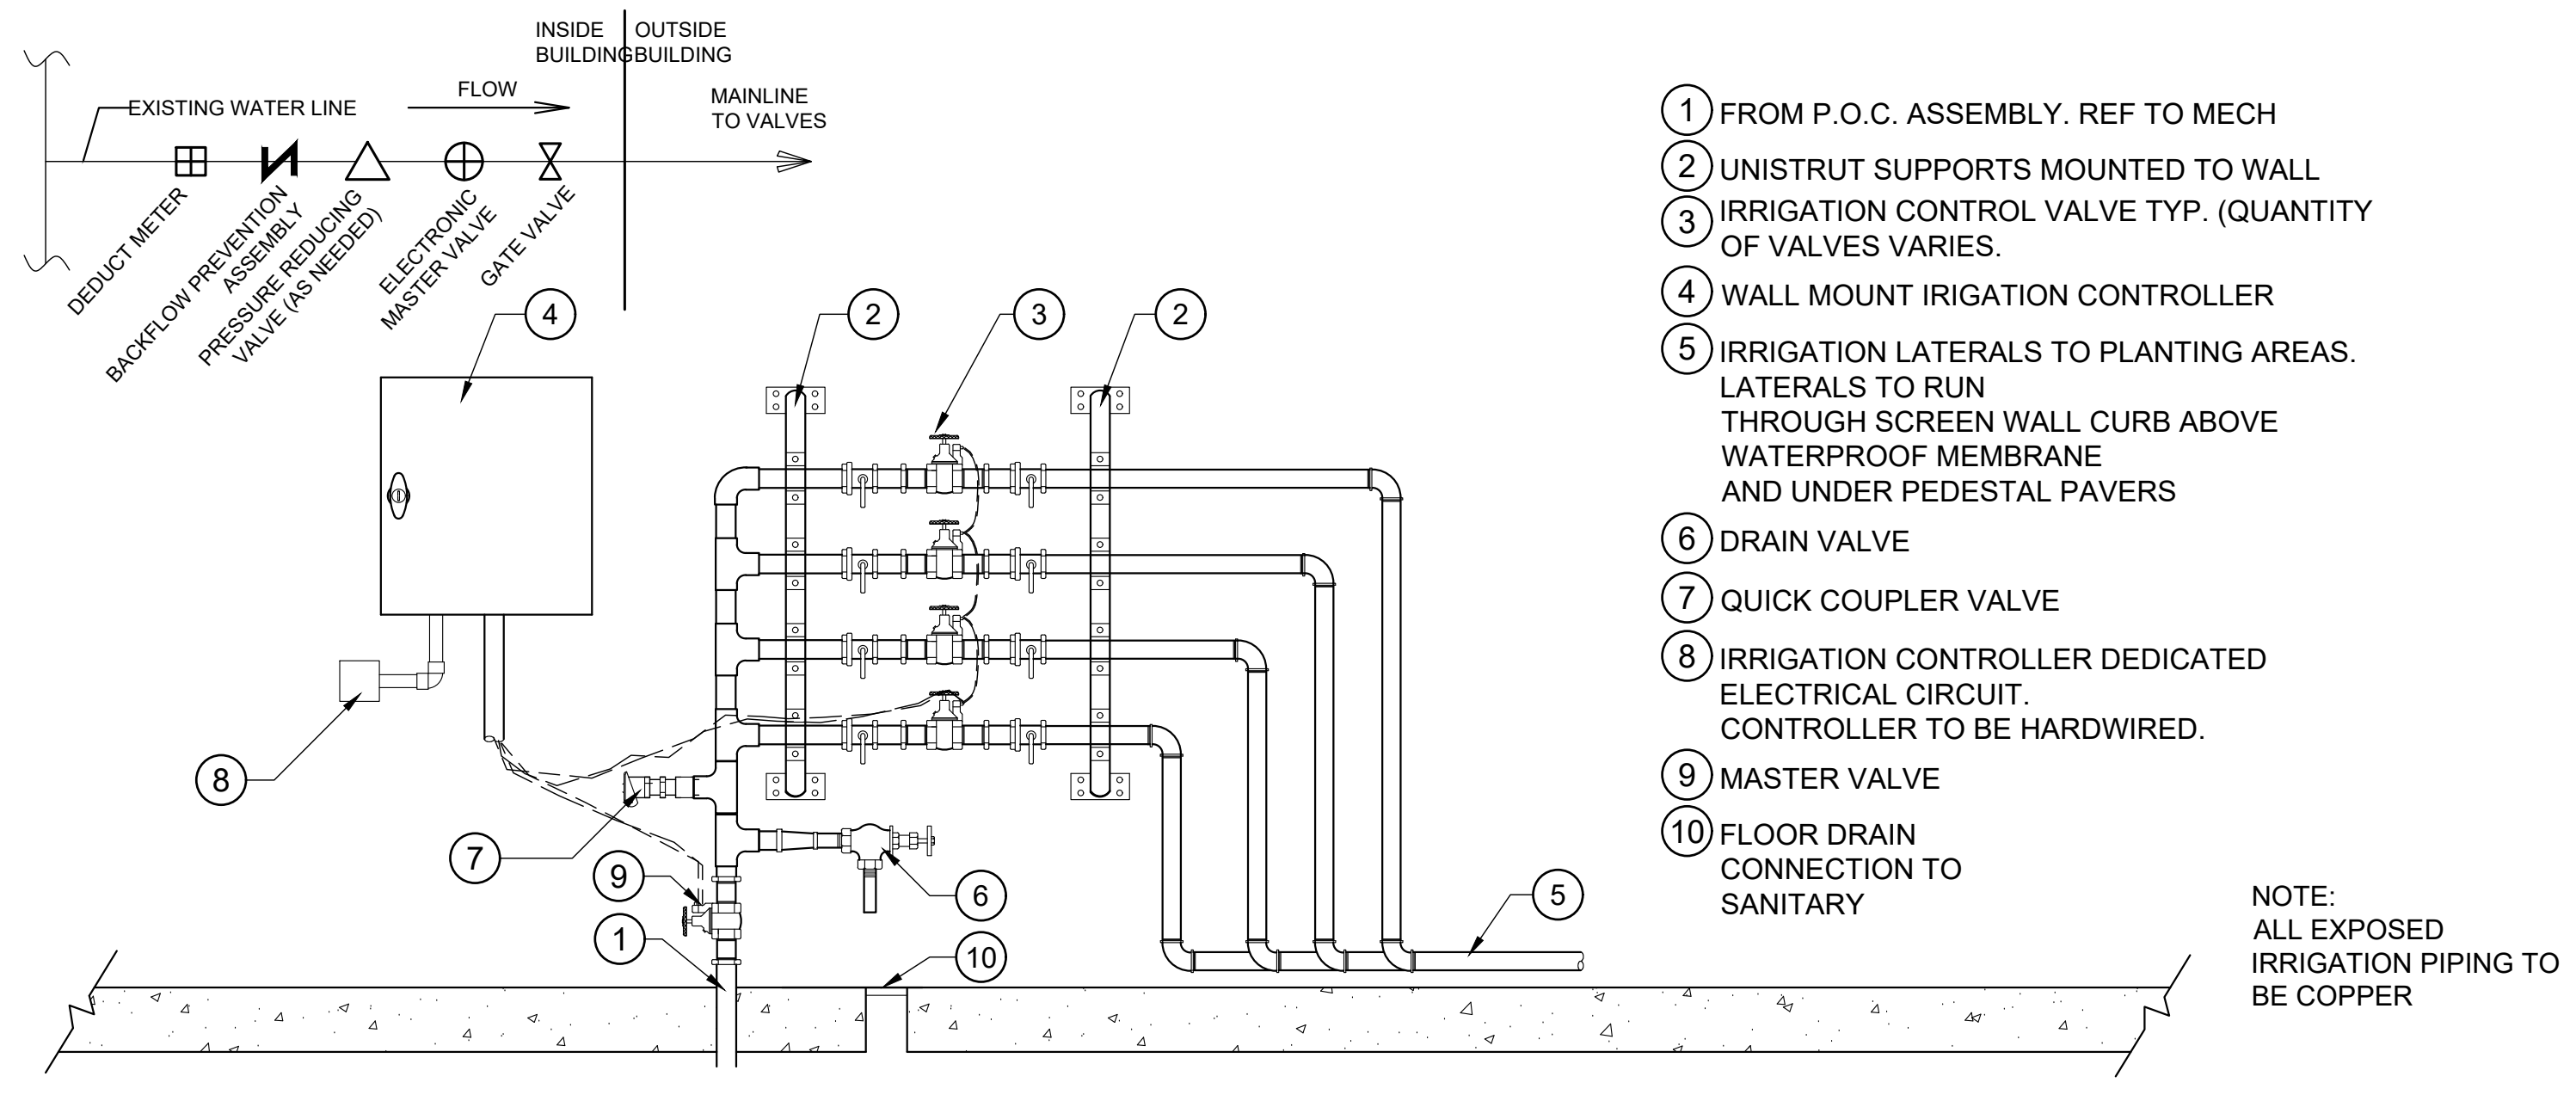 INSIDE
BUILDING
OUTSIDE
BUILDING
EXISTING WATER LINE
FLOW
MAINLINE
TO VALVES
DEDUCT METER
BACKFLOW PREVENTION
ASSEMBLY
PRESSURE REDUCING
VALVE (AS NEEDED)
ELECTRONIC
MASTER VALVE
GATE VALVE
4
2
3
2
8
7
9
6
1
10
5
1 FROM P.O.C. ASSEMBLY. REF TO MECH
2 UNISTRUT SUPPORTS MOUNTED TO WALL
3 IRRIGATION CONTROL VALVE TYP. (QUANTITY
OF VALVES VARIES.
4 WALL MOUNT IRIGATION CONTROLLER
5 IRRIGATION LATERALS TO PLANTING AREAS.
LATERALS TO RUN
THROUGH SCREEN WALL CURB ABOVE
WATERPROOF MEMBRANE
AND UNDER PEDESTAL PAVERS
6 DRAIN VALVE
7 QUICK COUPLER VALVE
8 IRRIGATION CONTROLLER DEDICATED
ELECTRICAL CIRCUIT.
CONTROLLER TO BE HARDWIRED.
9 MASTER VALVE
10 FLOOR DRAIN
CONNECTION TO
SANITARY
NOTE:
ALL EXPOSED
IRRIGATION PIPING TO
BE COPPER